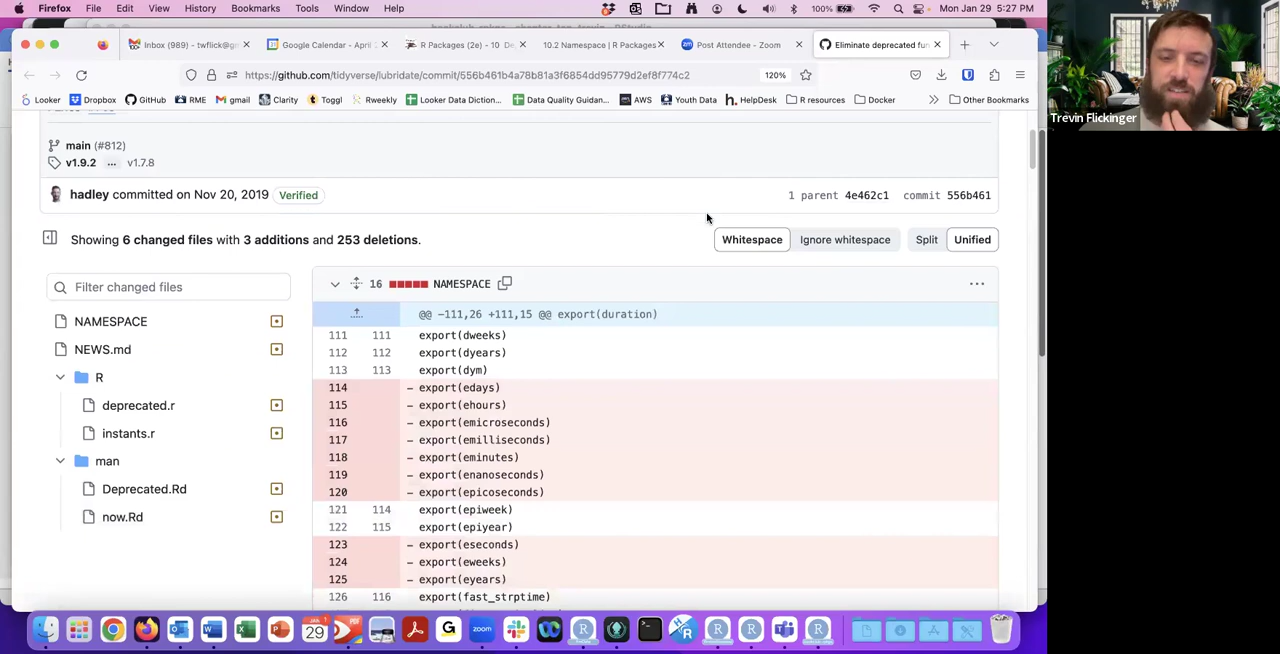 Firefox File Edit View History Bookmarks Tools Window Help 100% Mon Jan 29 5:27 PM
Inbox (989) - twflick@gm Google Calendar - April R Packages (2e) - 10 De 10.2 Namespace | R Packages Post Attendee - Zoom Eliminate deprecated fun
https://github.com/tidyverse/lubridate/commit/556b461b4a78b81a3f6854dd95779d2ef8f774c2 120%
Looker Dropbox GitHub RME gmail Clarity Toggl Rweekly Looker Data Diction... Data Quality Guidan... AWS Youth Data HelpDesk R resources Docker Other Bookmarks
Trevin Flickinger
main (#812)
v1.9.2 ... v1.7.8
hadley committed on Nov 20, 2019 Verified 1 parent 4e462c1 commit 556b461
Showing 6 changed files with 3 additions and 253 deletions. Whitespace Ignore whitespace Split Unified
Filter changed files
NAMESPACE
NEWS.md
R
deprecated.r
instants.r
man
Deprecated.Rd
now.Rd
16 NAMESPACE
@@ -111,26 +111,15 @@ export(duration)
111 111 export(dweeks)
112 112 export(dyears)
113 113 export(dym)
114 - export(edays)
115 - export(ehours)
116 - export(emicroseconds)
117 - export(emilliseconds)
118 - export(eminutes)
119 - export(enanoseconds)
120 - export(epicoseconds)
121 114 export(epiweek)
122 115 export(epiyear)
123 - export(eseconds)
124 - export(eweeks)
125 - export(eyears)
126 116 export(fast_strptime)